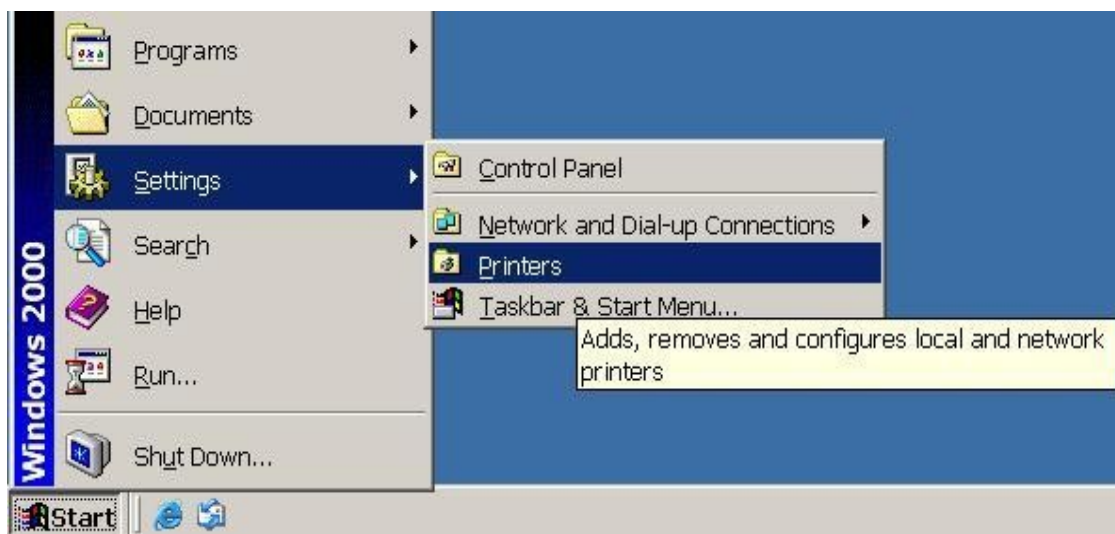 Windows 2000
Programs
Documents
Settings
Search
Help
Run...
Shut Down...
Control Panel
Network and Dial-up Connections
Printers
Taskbar & Start Menu...
Adds, removes and configures local and network
printers
Start